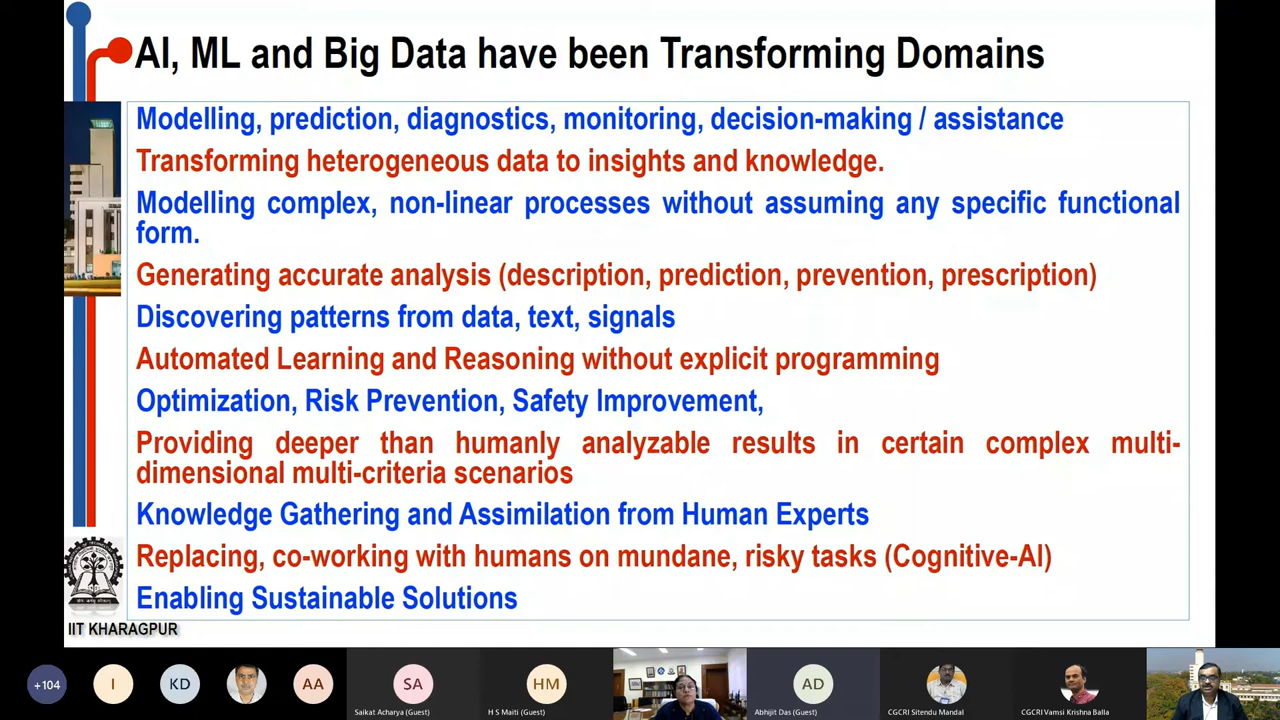 AI, ML and Big Data have been Transforming Domains
Modelling, prediction, diagnostics, monitoring, decision-making / assistance
Transforming heterogeneous data to insights and knowledge.
Modelling complex, non-linear processes without assuming any specific functional
form.
Generating accurate analysis (description, prediction, prevention, prescription)
Discovering patterns from data, text, signals
Automated Learning and Reasoning without explicit programming
Optimization, Risk Prevention, Safety Improvement,
Providing deeper than humanly analyzable results in certain complex multi-
dimensional multi-criteria scenarios
Knowledge Gathering and Assimilation from Human Experts
Replacing, co-working with humans on mundane, risky tasks (Cognitive-AI)
Enabling Sustainable Solutions
IIT KHARAGPUR
+104
I
KD
AA
SA
HM
AD
Saikat Acharya (Guest)
H S Maiti (Guest)
Abhijit Das (Guest)
CGCRI Sitendu Mandal
CGCRI Vamsi Krishna Balla